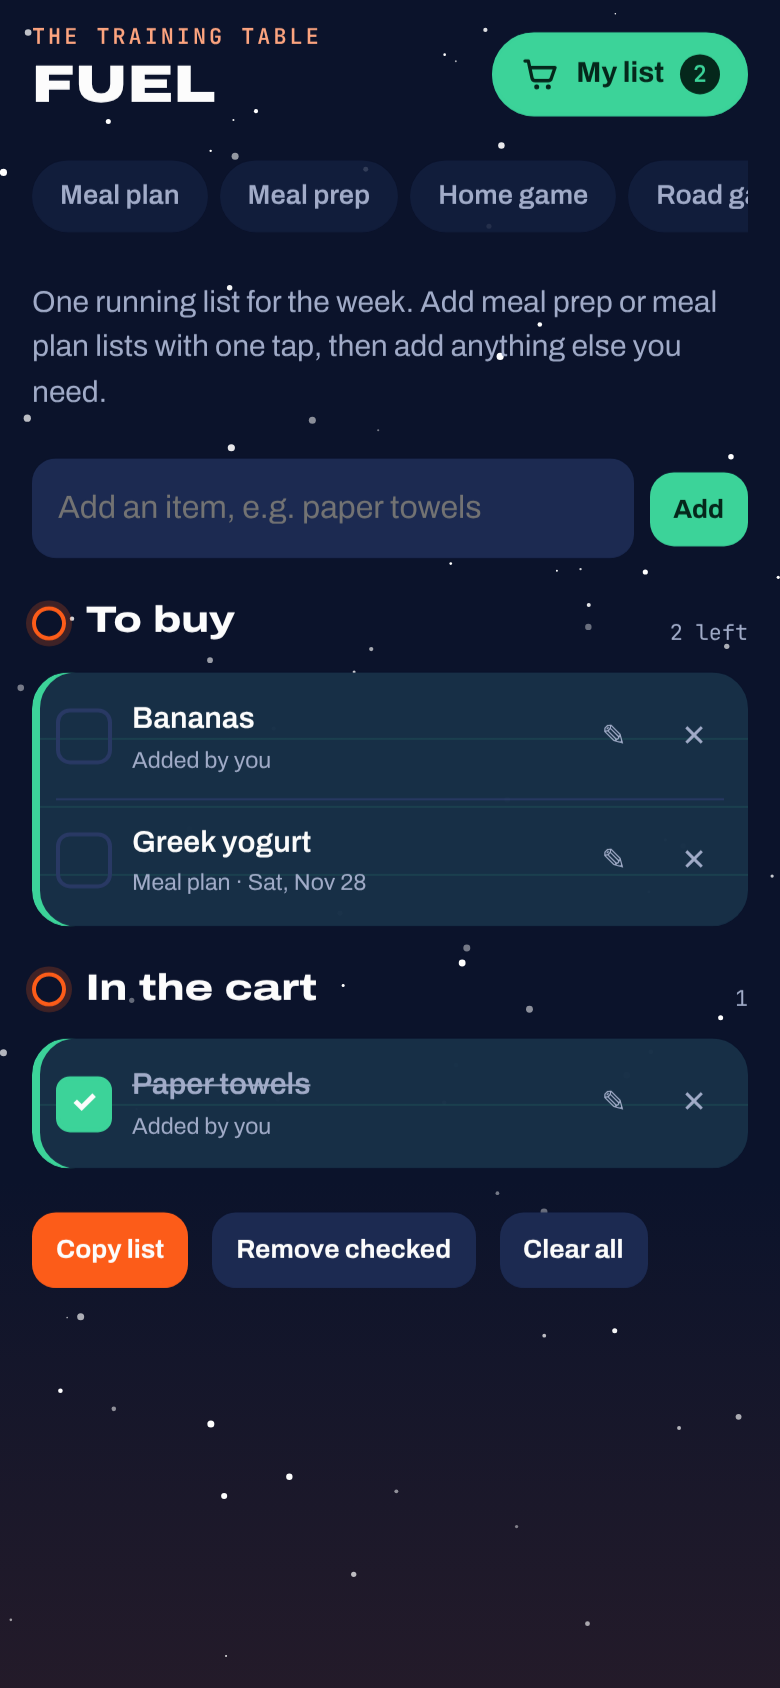 THE TRAINING TABLE
FUEL
My list 2
Meal plan Meal prep Home game Road ga
One running list for the week. Add meal prep or meal
plan lists with one tap, then add anything else you
need.
Add an item, e.g. paper towels Add
To buy 2 left
Bananas
Added by you
Greek yogurt
Meal plan · Sat, Nov 28
In the cart 1
Paper towels
Added by you
Copy list Remove checked Clear all